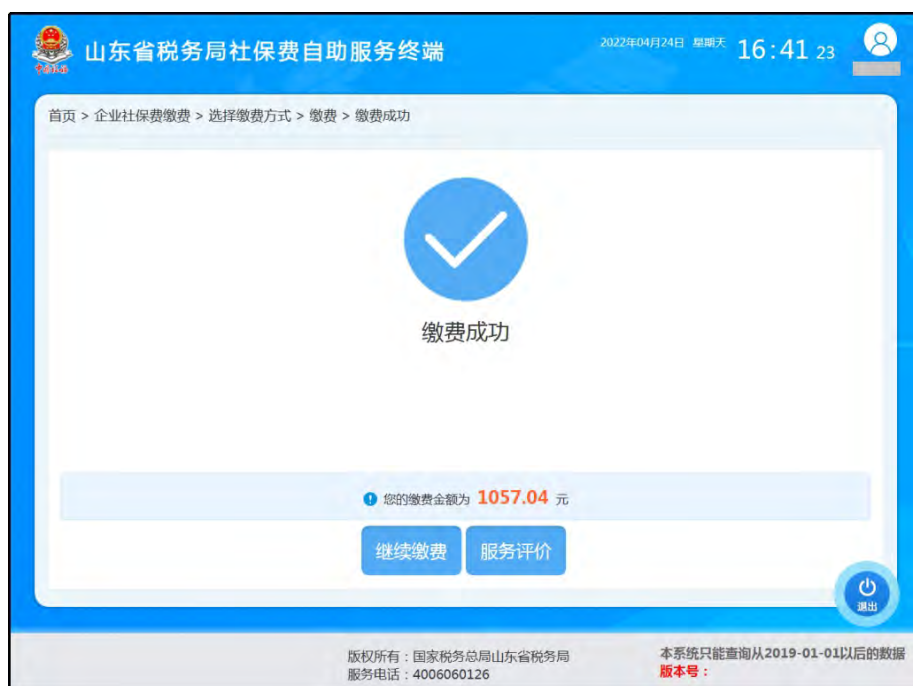 山东省税务局社保费自助服务终端
2022年04月24日 星期天 16:41 23
首页 > 企业社保费缴费 > 选择缴费方式 > 缴费 > 缴费成功
缴费成功
您的缴费金额为 1057.04 元
继续缴费 服务评价
退出
版权所有：国家税务总局山东省税务局
服务电话：4006060126
本系统只能查询从2019-01-01以后的数据
版本号：